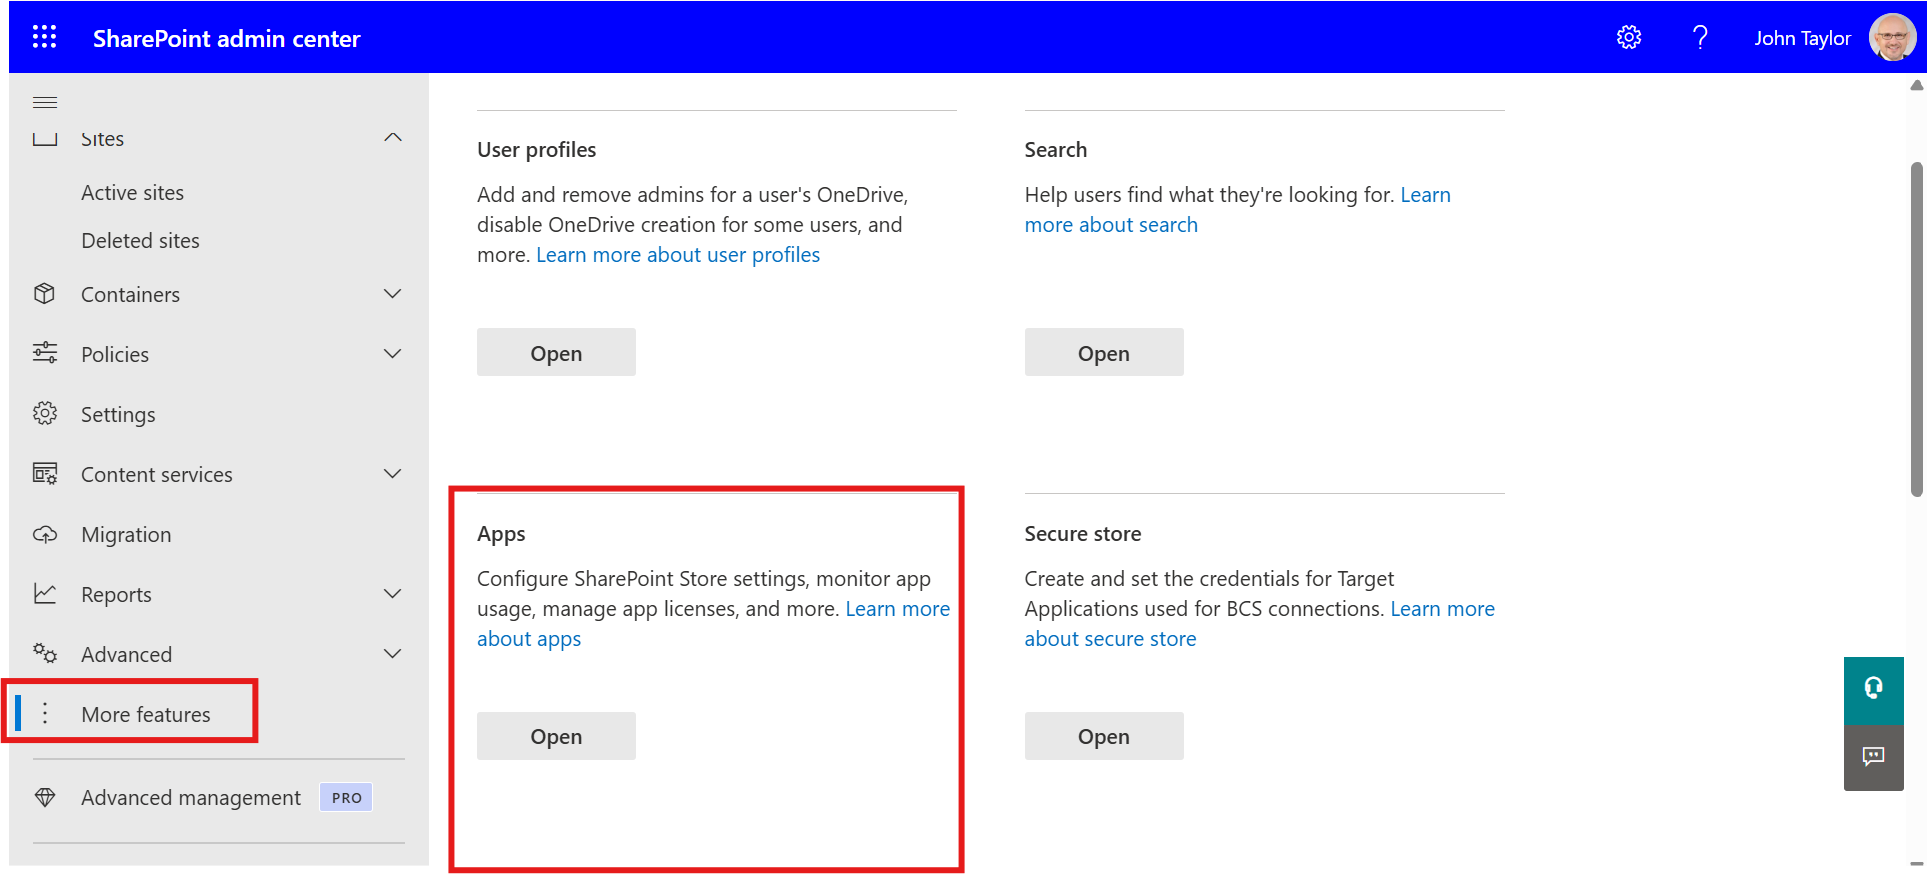 SharePoint admin center
John Taylor
Sites
Active sites
Deleted sites
Containers
Policies
Settings
Content services
Migration
Reports
Advanced
More features
Advanced management PRO
User profiles
Add and remove admins for a user's OneDrive,
disable OneDrive creation for some users, and
more. Learn more about user profiles
Open
Search
Help users find what they're looking for. Learn
more about search
Open
Apps
Configure SharePoint Store settings, monitor app
usage, manage app licenses, and more. Learn more
about apps
Open
Secure store
Create and set the credentials for Target
Applications used for BCS connections. Learn more
about secure store
Open